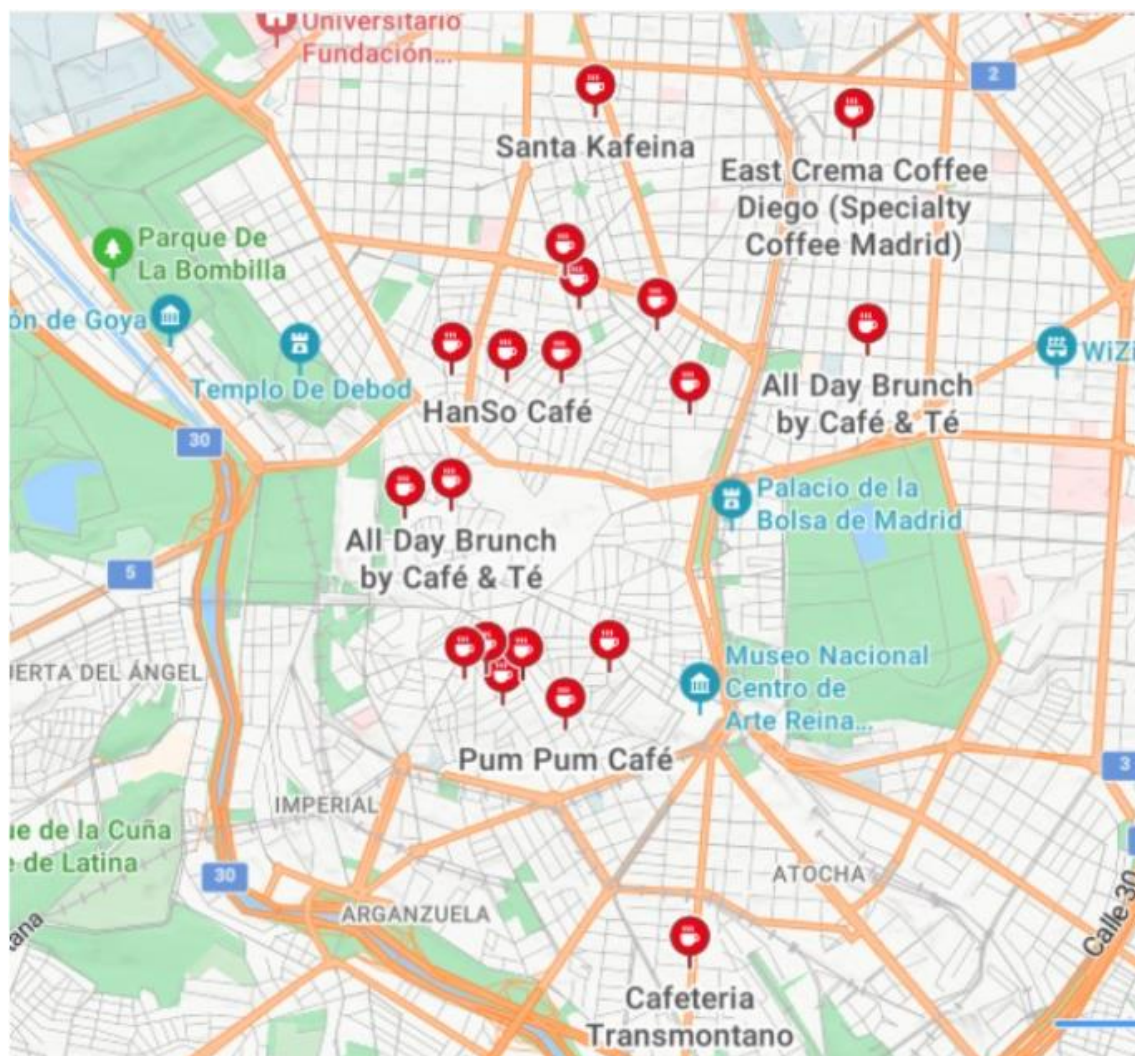 Universitario
Fundación...
2
Santa Kafeina
East Crema Coffee
Diego (Specialty
Coffee Madrid)
Parque De
La Bombilla
ón de Goya
Templo De Debod
HanSo Café
All Day Brunch
by Café & Té
WiZi
30
Palacio de la
Bolsa de Madrid
All Day Brunch
by Café & Té
5
UERTA DEL ÁNGEL
Museo Nacional
Centro de
Arte Reina...
Pum Pum Café
3
IMPERIAL
ue de la Cuña
e de Latina
30
ATOCHA
ARGANZUELA
Calle 30
tana
Cafeteria
Transmontano